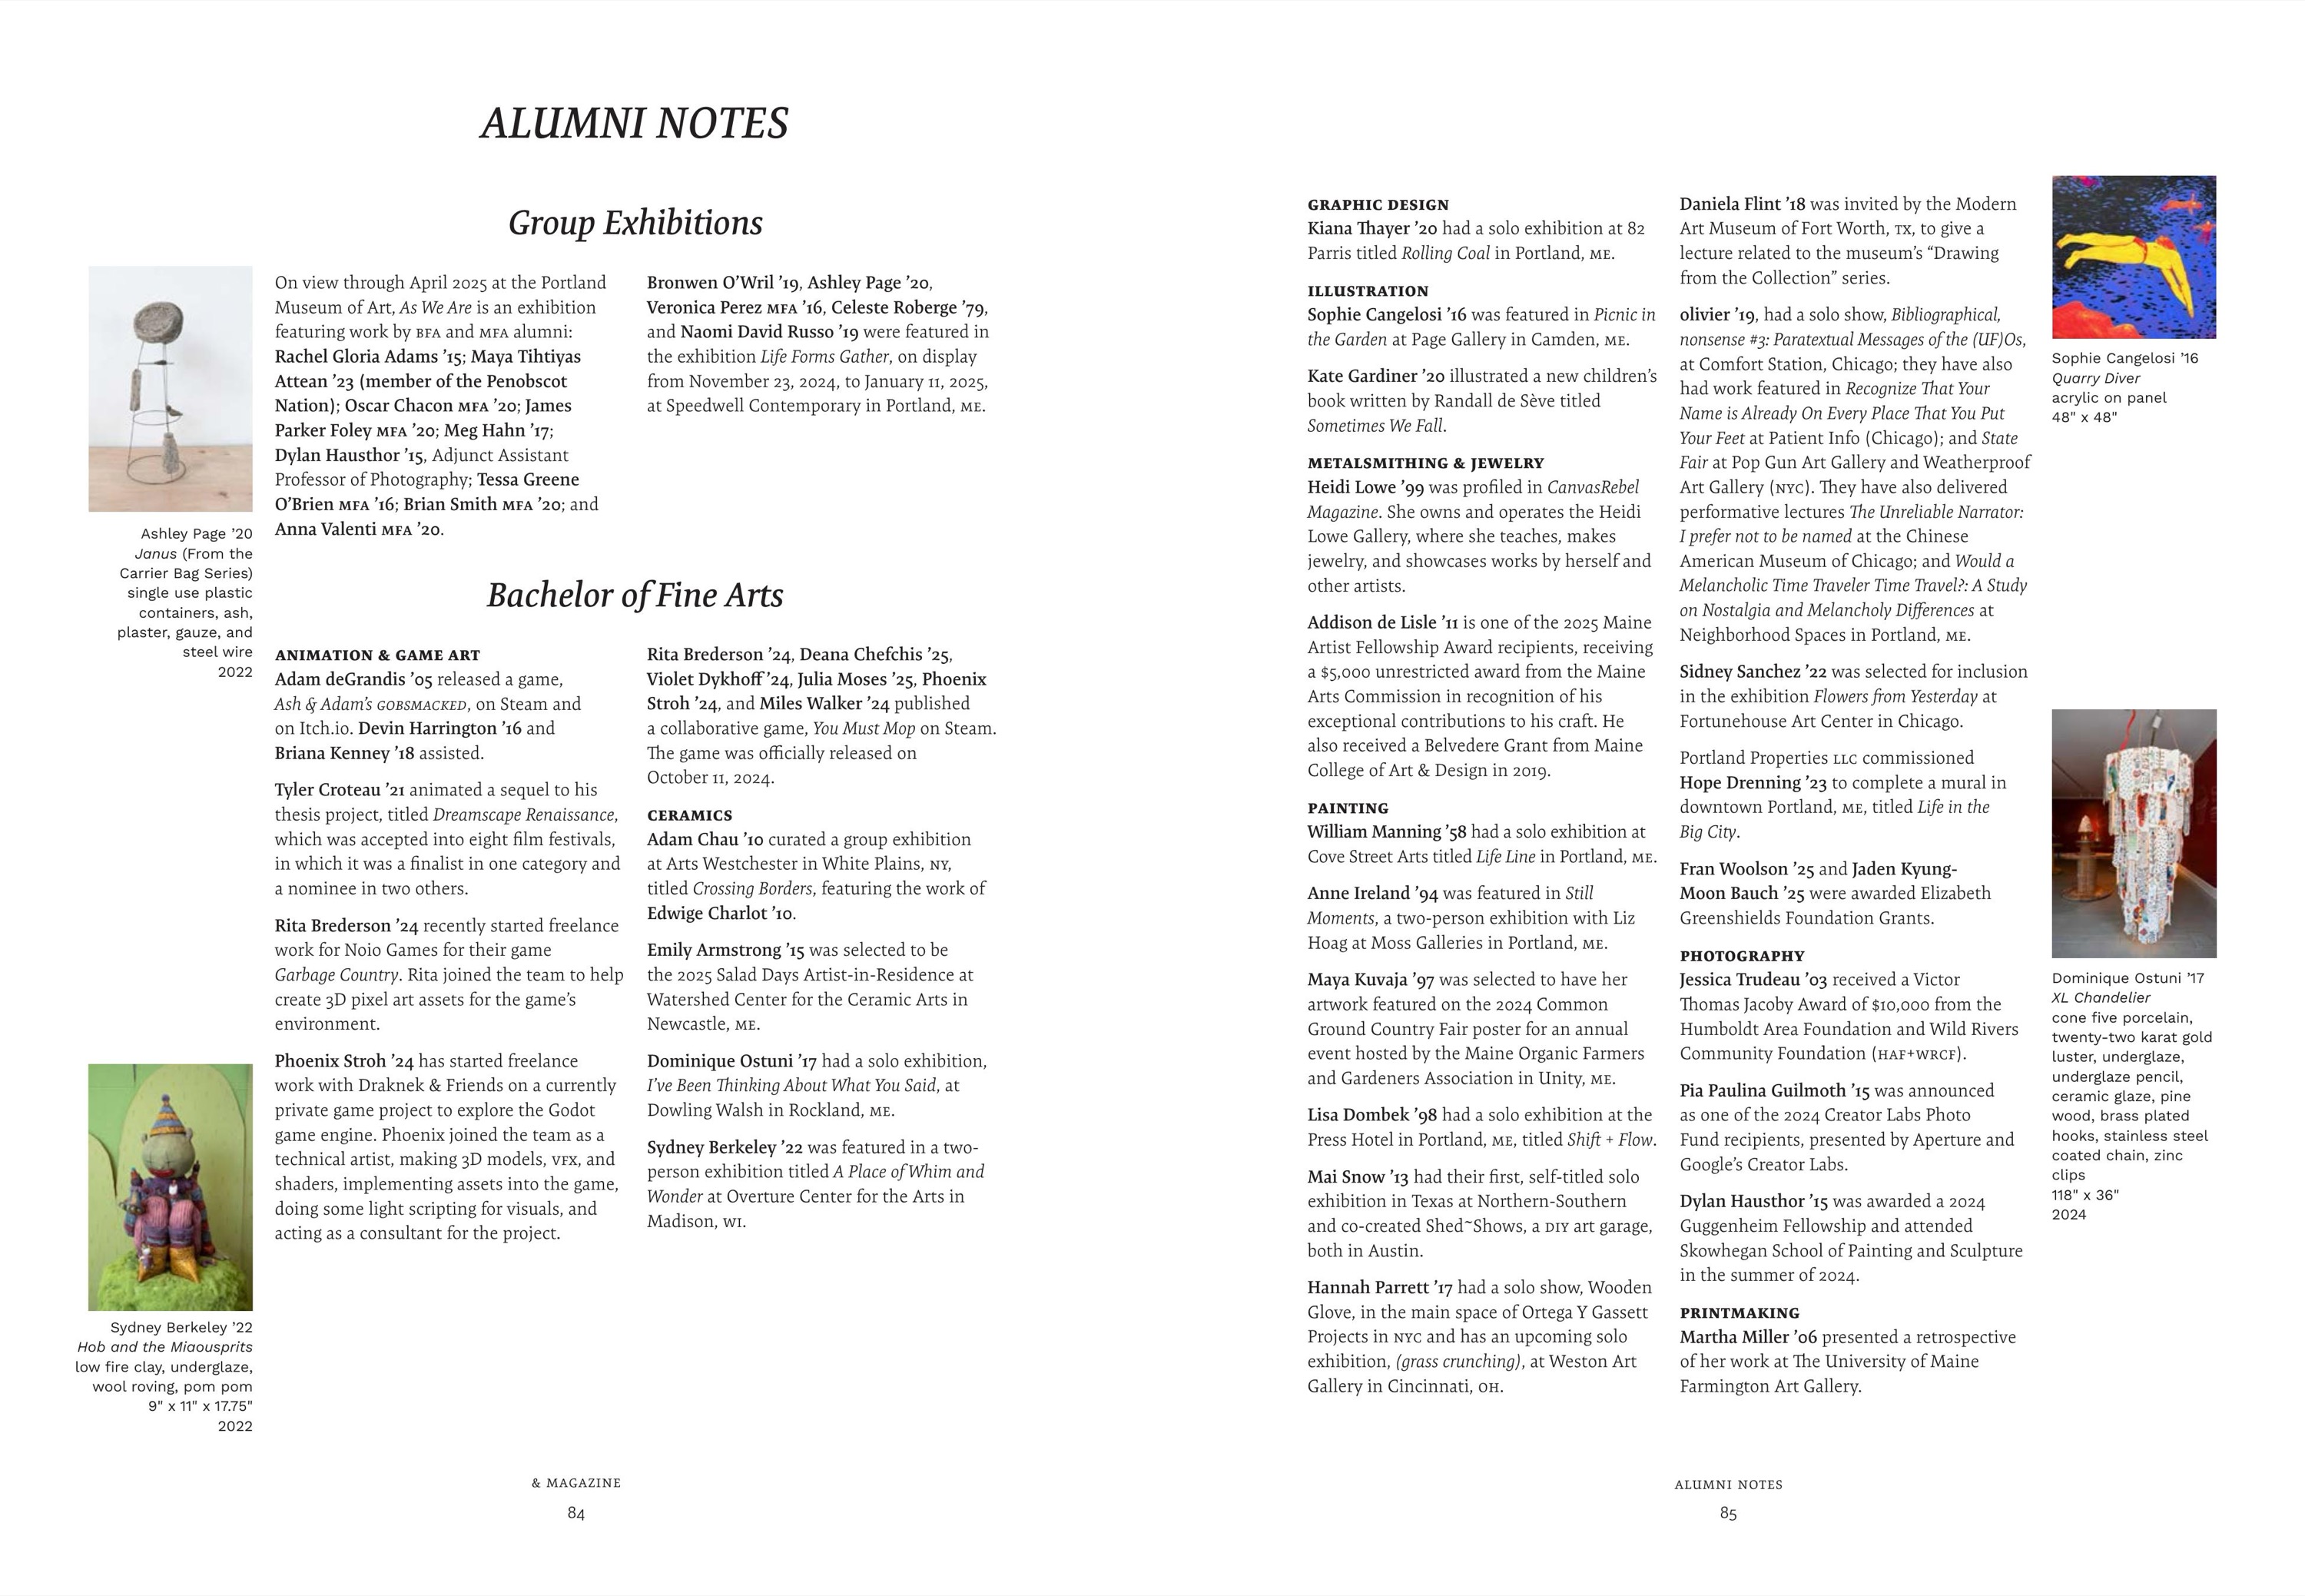 ALUMNI NOTES
Group Exhibitions
Ashley Page ’20
Janus (From the
Carrier Bag Series)
single use plastic
containers, ash,
plaster, gauze, and
steel wire
2022
On view through April 2025 at the Portland
Museum of Art, As We Are is an exhibition
featuring work by BFA and MFA alumni:
Rachel Gloria Adams ’15; Maya Tihtiyas
Attean ’23 (member of the Penobscot
Nation); Oscar Chacon MFA ’20; James
Parker Foley MFA ’20; Meg Hahn ’17;
Dylan Hausthor ’15, Adjunct Assistant
Professor of Photography; Tessa Greene
O’Brien MFA ’16; Brian Smith MFA ’20; and
Anna Valenti MFA ’20.
Bronwen O’Wril ’19, Ashley Page ’20,
Veronica Perez MFA ’16, Celeste Roberge ’79,
and Naomi David Russo ’19 were featured in
the exhibition Life Forms Gather, on display
from November 23, 2024, to January 11, 2025,
at Speedwell Contemporary in Portland, ME.
Bachelor of Fine Arts
ANIMATION & GAME ART
Adam deGrandis ’05 released a game,
Ash & Adam’s GOBSMACKED, on Steam and
on Itch.io. Devin Harrington ’16 and
Briana Kenney ’18 assisted.
Tyler Croteau ’21 animated a sequel to his
thesis project, titled Dreamscape Renaissance,
which was accepted into eight film festivals,
in which it was a finalist in one category and
a nominee in two others.
Rita Brederson ’24 recently started freelance
work for Noio Games for their game
Garbage Country. Rita joined the team to help
create 3D pixel art assets for the game’s
environment.
Phoenix Stroh ’24 has started freelance
work with Draknek & Friends on a currently
private game project to explore the Godot
game engine. Phoenix joined the team as a
technical artist, making 3D models, VFX, and
shaders, implementing assets into the game,
doing some light scripting for visuals, and
acting as a consultant for the project.
Sydney Berkeley ’22
Hob and the Miaousprits
low fire clay, underglaze,
wool roving, pom pom
9" x 11" x 17.75"
2022
Rita Brederson ’24, Deana Chefchis ’25,
Violet Dykhoff ’24, Julia Moses ’25, Phoenix
Stroh ’24, and Miles Walker ’24 published
a collaborative game, You Must Mop on Steam.
The game was officially released on
October 11, 2024.
CERAMICS
Adam Chau ’10 curated a group exhibition
at Arts Westchester in White Plains, NY,
titled Crossing Borders, featuring the work of
Edwige Charlot ’10.
Emily Armstrong ’15 was selected to be
the 2025 Salad Days Artist-in-Residence at
Watershed Center for the Ceramic Arts in
Newcastle, ME.
Dominique Ostuni ’17 had a solo exhibition,
I’ve Been Thinking About What You Said, at
Dowling Walsh in Rockland, ME.
Sydney Berkeley ’22 was featured in a two-
person exhibition titled A Place of Whim and
Wonder at Overture Center for the Arts in
Madison, WI.
& MAGAZINE
84
GRAPHIC DESIGN
Kiana Thayer ’20 had a solo exhibition at 82
Parris titled Rolling Coal in Portland, ME.
ILLUSTRATION
Sophie Cangelosi ’16 was featured in Picnic in
the Garden at Page Gallery in Camden, ME.
Kate Gardiner ’20 illustrated a new children’s
book written by Randall de Sève titled
Sometimes We Fall.
METALSMITHING & JEWELRY
Heidi Lowe ’99 was profiled in CanvasRebel
Magazine. She owns and operates the Heidi
Lowe Gallery, where she teaches, makes
jewelry, and showcases works by herself and
other artists.
Addison de Lisle ’11 is one of the 2025 Maine
Artist Fellowship Award recipients, receiving
a $5,000 unrestricted award from the Maine
Arts Commission in recognition of his
exceptional contributions to his craft. He
also received a Belvedere Grant from Maine
College of Art & Design in 2019.
PAINTING
William Manning ’58 had a solo exhibition at
Cove Street Arts titled Life Line in Portland, ME.
Anne Ireland ’94 was featured in Still
Moments, a two-person exhibition with Liz
Hoag at Moss Galleries in Portland, ME.
Maya Kuvaja ’97 was selected to have her
artwork featured on the 2024 Common
Ground Country Fair poster for an annual
event hosted by the Maine Organic Farmers
and Gardeners Association in Unity, ME.
Lisa Dombek ’98 had a solo exhibition at the
Press Hotel in Portland, ME, titled Shift + Flow.
Mai Snow ’13 had their first, self-titled solo
exhibition in Texas at Northern-Southern
and co-created Shed~Shows, a DIY art garage,
both in Austin.
Hannah Parrett ’17 had a solo show, Wooden
Glove, in the main space of Ortega Y Gassett
Projects in NYC and has an upcoming solo
exhibition, (grass crunching), at Weston Art
Gallery in Cincinnati, OH.
Daniela Flint ’18 was invited by the Modern
Art Museum of Fort Worth, TX, to give a
lecture related to the museum’s “Drawing
from the Collection” series.
olivier ’19, had a solo show, Bibliographical,
nonsense #3: Paratextual Messages of the (UF)Os,
at Comfort Station, Chicago; they have also
had work featured in Recognize That Your
Name is Already On Every Place That You Put
Your Feet at Patient Info (Chicago); and State
Fair at Pop Gun Art Gallery and Weatherproof
Art Gallery (NYC). They have also delivered
performative lectures The Unreliable Narrator:
I prefer not to be named at the Chinese
American Museum of Chicago; and Would a
Melancholic Time Traveler Time Travel?: A Study
on Nostalgia and Melancholy Differences at
Neighborhood Spaces in Portland, ME.
Sidney Sanchez ’22 was selected for inclusion
in the exhibition Flowers from Yesterday at
Fortunehouse Art Center in Chicago.
Portland Properties LLC commissioned
Hope Drenning ’23 to complete a mural in
downtown Portland, ME, titled Life in the
Big City.
Fran Woolson ’25 and Jaden Kyung-
Moon Bauch ’25 were awarded Elizabeth
Greenshields Foundation Grants.
PHOTOGRAPHY
Jessica Trudeau ’03 received a Victor
Thomas Jacoby Award of $10,000 from the
Humboldt Area Foundation and Wild Rivers
Community Foundation (HAF+WRCF).
Pia Paulina Guilmoth ’15 was announced
as one of the 2024 Creator Labs Photo
Fund recipients, presented by Aperture and
Google’s Creator Labs.
Dylan Hausthor ’15 was awarded a 2024
Guggenheim Fellowship and attended
Skowhegan School of Painting and Sculpture
in the summer of 2024.
PRINTMAKING
Martha Miller ’06 presented a retrospective
of her work at The University of Maine
Farmington Art Gallery.
Sophie Cangelosi ’16
Quarry Diver
acrylic on panel
48" x 48"
Dominique Ostuni ’17
XL Chandelier
cone five porcelain,
twenty-two karat gold
luster, underglaze,
underglaze pencil,
ceramic glaze, pine
wood, brass plated
hooks, stainless steel
coated chain, zinc
clips
118" x 36"
2024
ALUMNI NOTES
85